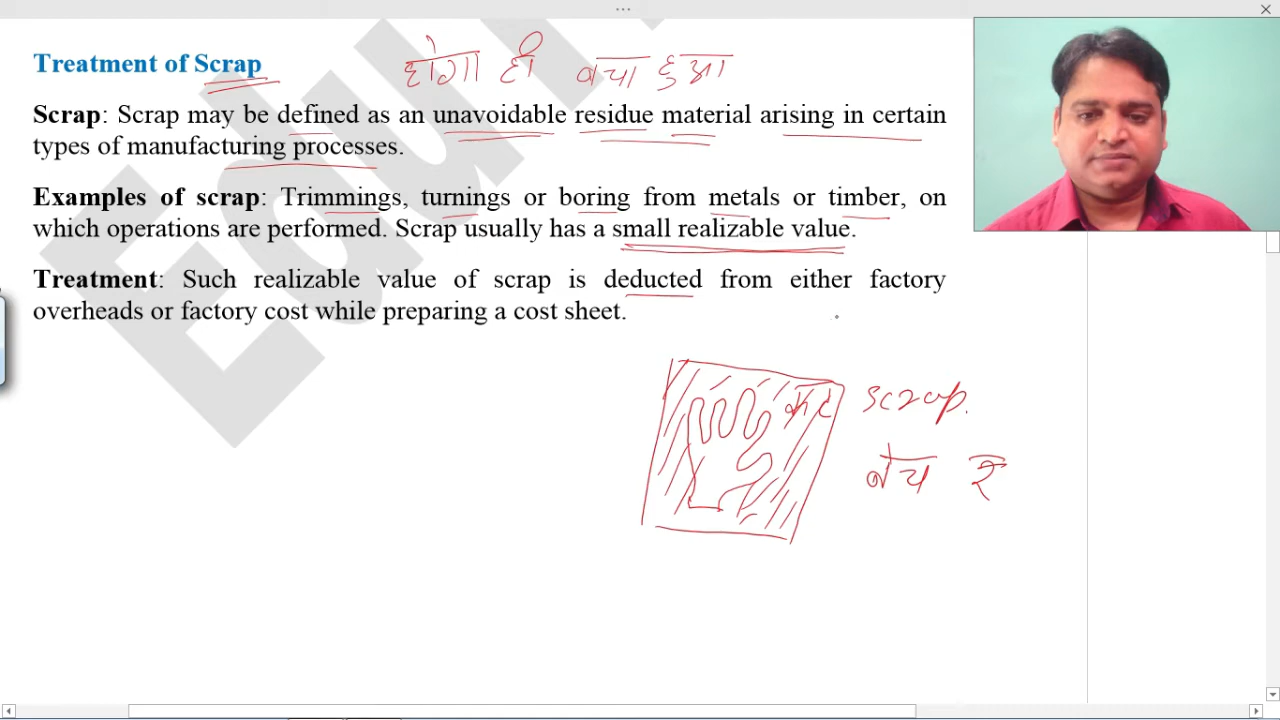 Treatment of Scrap
होगा ही बचा हुआ
Scrap: Scrap may be defined as an unavoidable residue material arising in certain
types of manufacturing processes.
Examples of scrap: Trimmings, turnings or boring from metals or timber, on
which operations are performed. Scrap usually has a small realizable value.
Treatment: Such realizable value of scrap is deducted from either factory
overheads or factory cost while preparing a cost sheet.
scrap.
बेच ₹